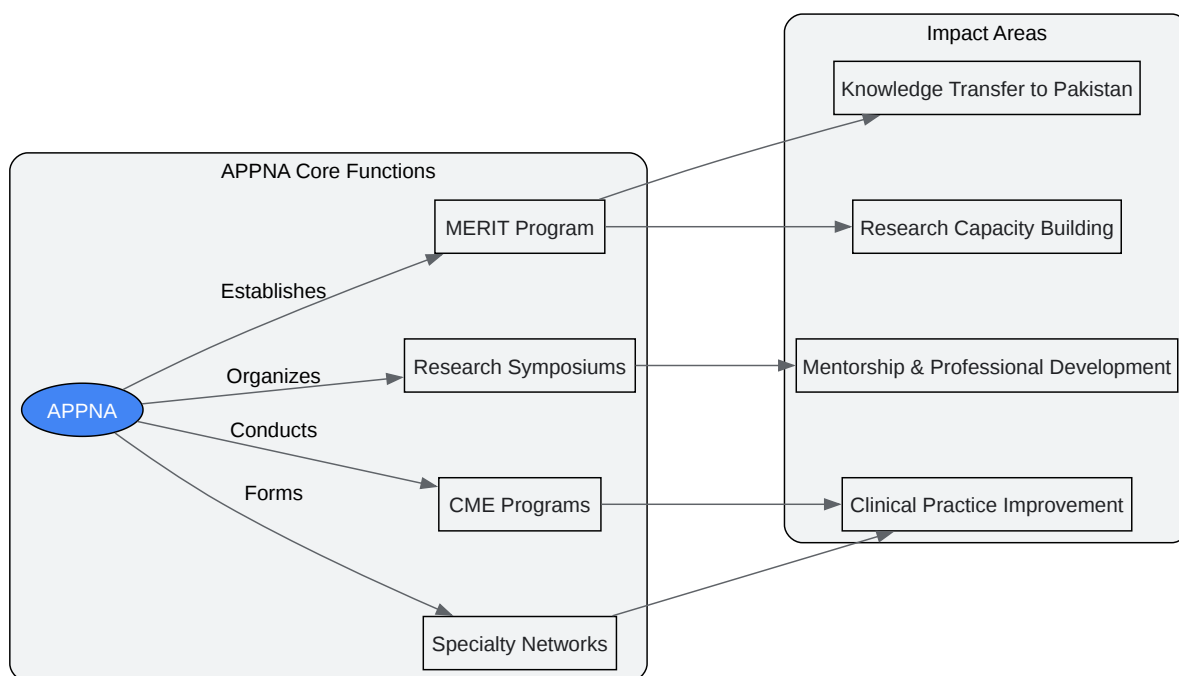 Impact Areas
Knowledge Transfer to Pakistan
APPNA Core Functions
MERIT Program
Research Capacity Building
Establishes
Organizes
Research Symposiums
Mentorship & Professional Development
APPNA
Conducts
Forms
CME Programs
Clinical Practice Improvement
Specialty Networks